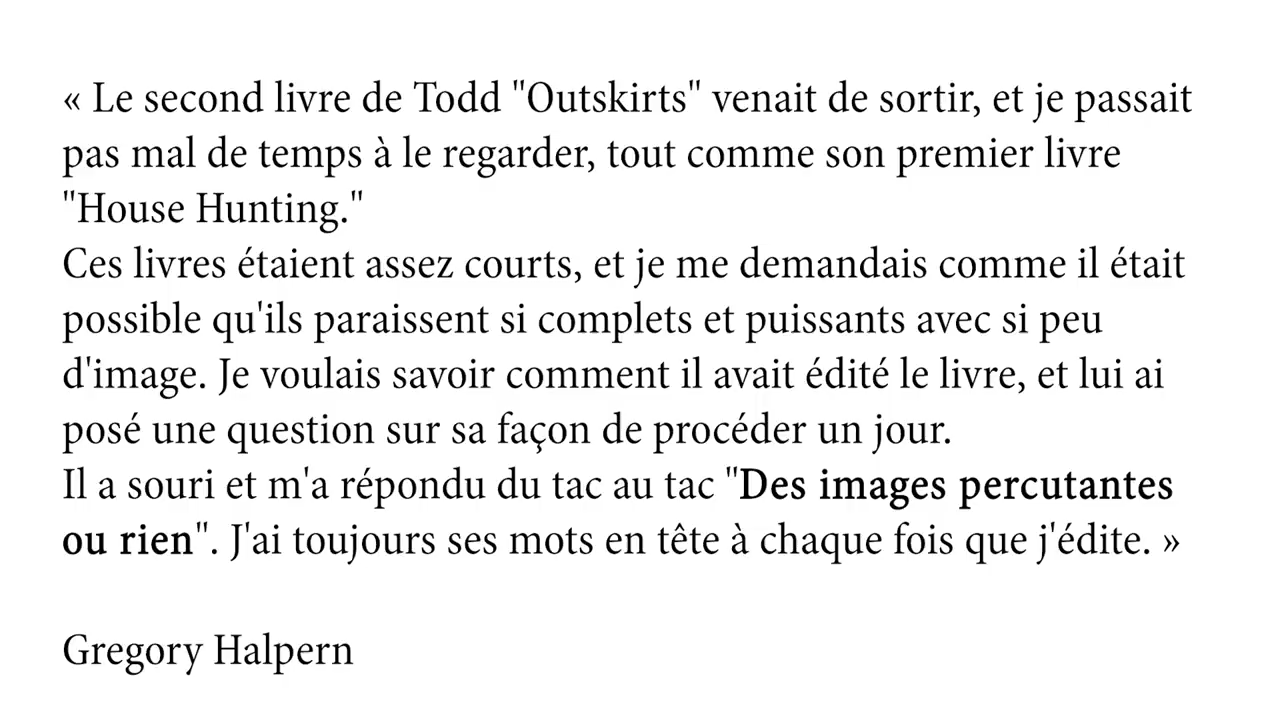 « Le second livre de Todd "Outskirts" venait de sortir, et je passait
pas mal de temps à le regarder, tout comme son premier livre
"House Hunting."
Ces livres étaient assez courts, et je me demandais comme il était
possible qu'ils paraissent si complets et puissants avec si peu
d'image. Je voulais savoir comment il avait édité le livre, et lui ai
posé une question sur sa façon de procéder un jour.
Il a souri et m'a répondu du tac au tac "Des images percutantes
ou rien". J'ai toujours ses mots en tête à chaque fois que j'édite. »
Gregory Halpern